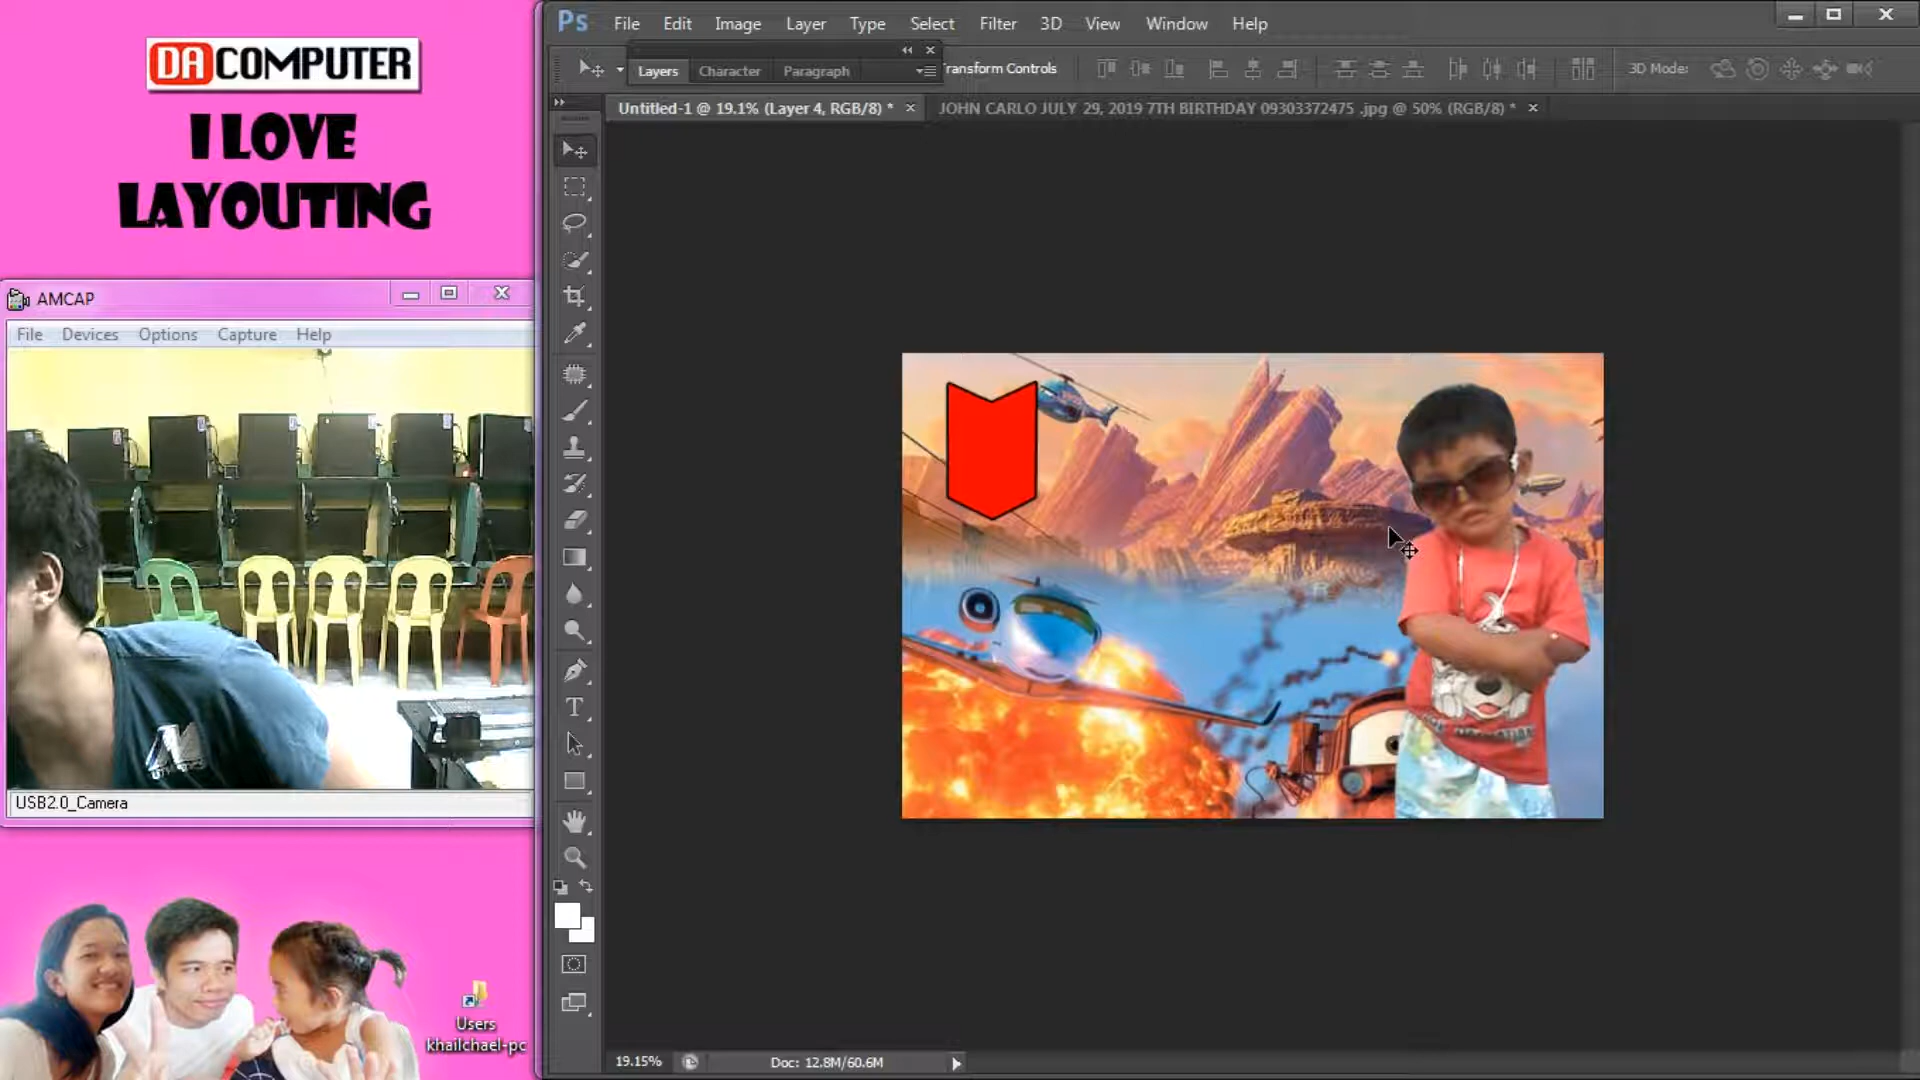 DA COMPUTER
I LOVE
LAYOUTING
AMCAP
File Devices Options Capture Help
USB2.0_Camera
Users
khailchael-pc
Ps File Edit Image Layer Type Select Filter 3D View Window Help
Layers Character Paragraph
ransform Controls
3D Mode:
Untitled-1 @ 19.1% (Layer 4, RGB/8) *
JOHN CARLO JULY 29, 2019 7TH BIRTHDAY 09303372475 .jpg @ 50% (RGB/8) *
19.15%
Doc: 12.8M/60.6M